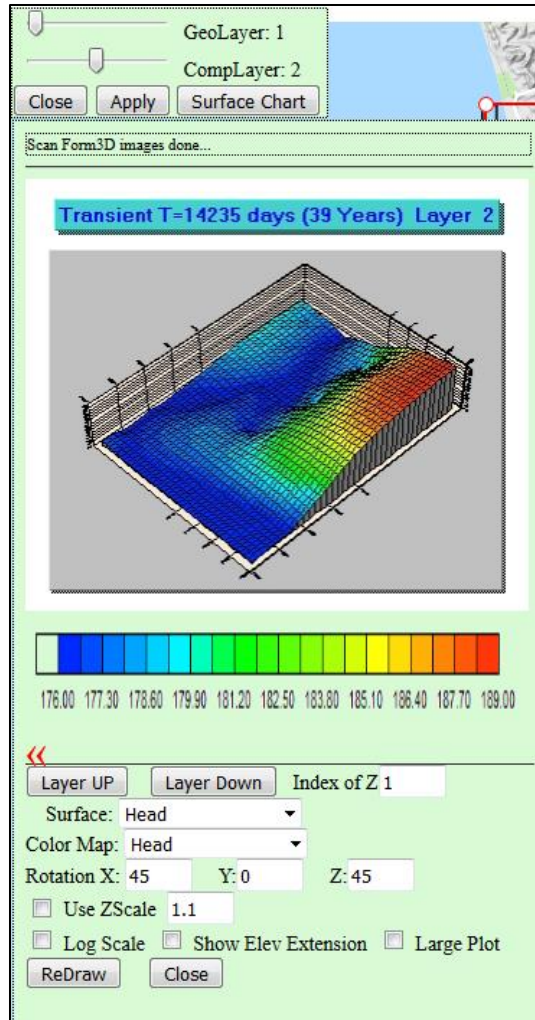 GeoLayer: 1
CompLayer: 2
Close Apply Surface Chart
Scan Form3D images done...
Transient T=14235 days (39 Years) Layer 2
176.00 177.30 178.60 179.90 181.20 182.50 183.80 185.10 186.40 187.70 189.00
«
Layer UP Layer Down Index of Z 1
Surface: Head
Color Map: Head
Rotation X: 45 Y: 0 Z: 45
Use ZScale 1.1
Log Scale Show Elev Extension Large Plot
ReDraw Close